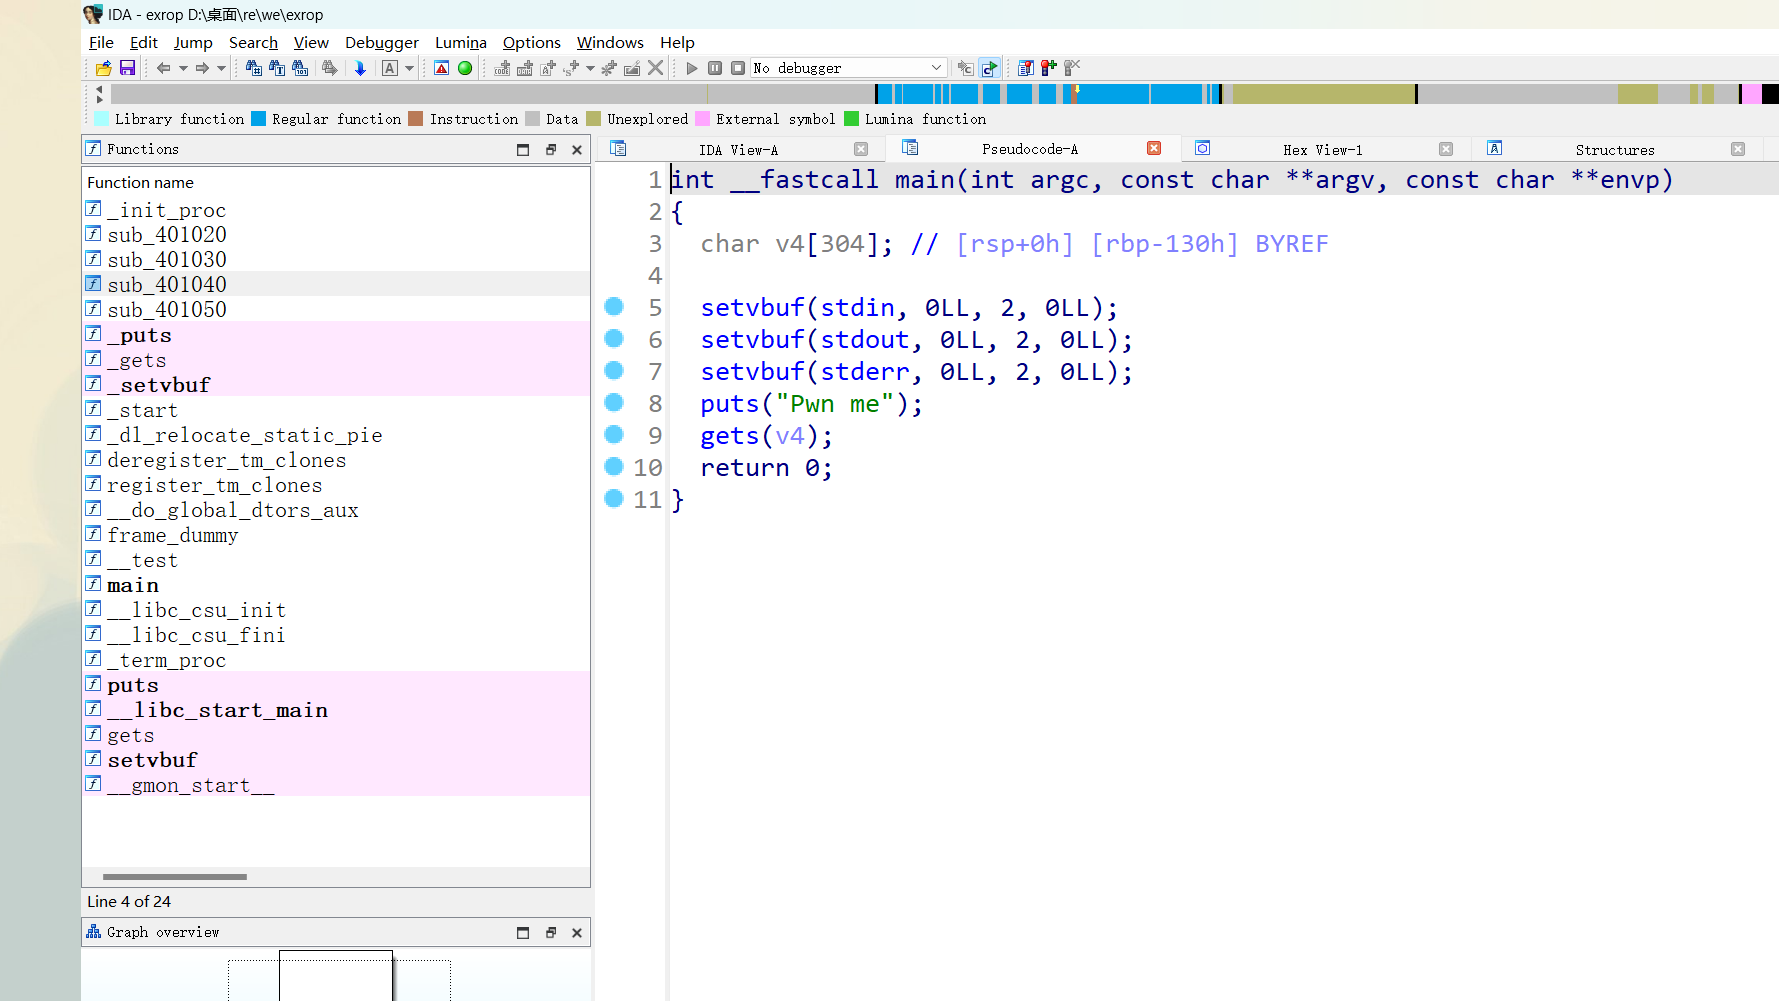 IDA - exrop D:\桌面\re\we\exrop
File Edit Jump Search View Debugger Lumina Options Windows Help
No debugger
Library function Regular function Instruction Data Unexplored External symbol Lumina function
Functions
IDA View-A Pseudocode-A Hex View-1 Structures
Function name
_init_proc
sub_401020
sub_401030
sub_401040
sub_401050
_puts
_gets
_setvbuf
_start
_dl_relocate_static_pie
deregister_tm_clones
register_tm_clones
__do_global_dtors_aux
frame_dummy
__test
main
__libc_csu_init
__libc_csu_fini
_term_proc
puts
__libc_start_main
gets
setvbuf
__gmon_start__
Line 4 of 24
Graph overview
1 int __fastcall main(int argc, const char **argv, const char **envp)
2 {
3 char v4[304]; // [rsp+0h] [rbp-130h] BYREF
4
5 setvbuf(stdin, 0LL, 2, 0LL);
6 setvbuf(stdout, 0LL, 2, 0LL);
7 setvbuf(stderr, 0LL, 2, 0LL);
8 puts("Pwn me");
9 gets(v4);
10 return 0;
11 }